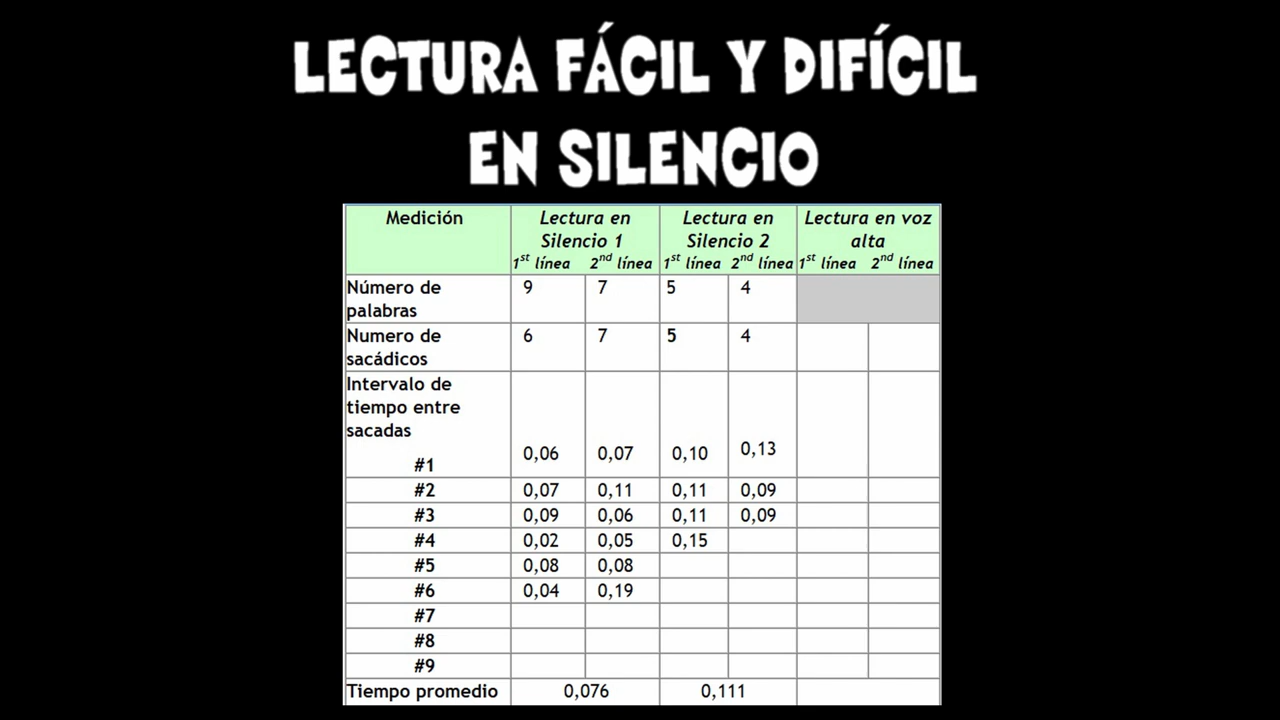 LECTURA FÁCIL Y DIFÍCIL
EN SILENCIO
Medición Lectura en Lectura en Lectura en voz
Silencio 1 Silencio 2 alta
1st línea 2nd línea 1st línea 2nd línea 1st línea 2nd línea
Número de 9 7 5 4
palabras
Numero de 6 7 5 4
sacádicos
Intervalo de
tiempo entre
sacadas
#1 0,06 0,07 0,10 0,13
#2 0,07 0,11 0,11 0,09
#3 0,09 0,06 0,11 0,09
#4 0,02 0,05 0,15
#5 0,08 0,08
#6 0,04 0,19
#7
#8
#9
Tiempo promedio 0,076 0,111